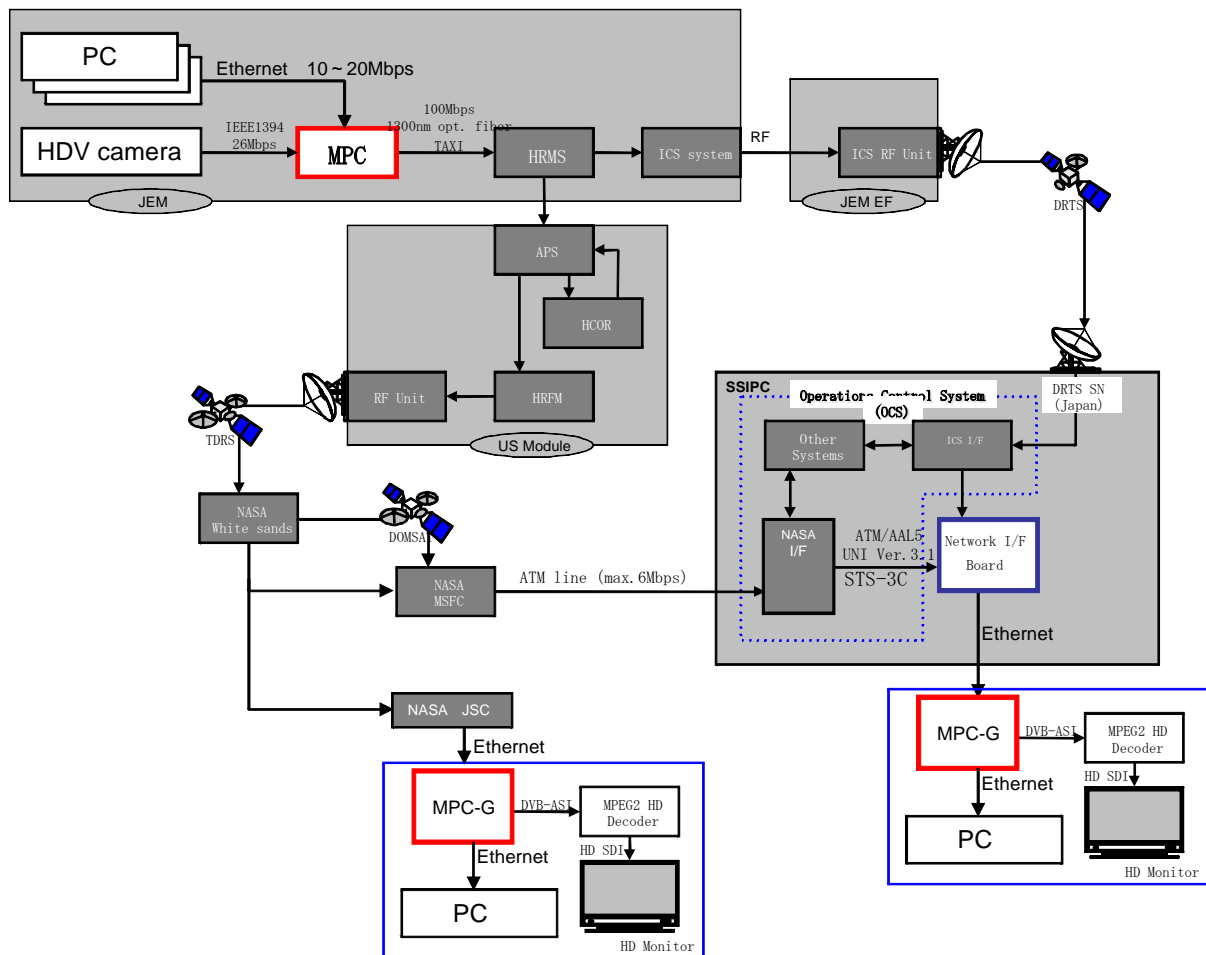 PC
Ethernet 10～20Mbps
HDV camera
IEEE1394
26Mbps
MPC
100Mbps
1300nm opt. fiber
TAXI
HRMS
ICS system
RF
ICS RF Unit
JEM
JEM EF
DRTS
APS
HCOR
RF Unit
HRFM
US Module
TDRS
SSIPC
Operations Control System
(OCS)
DRTS SN
(Japan)
Other
Systems
ICS I/F
NASA
White sands
DOMSAT
NASA
MSFC
ATM line (max.6Mbps)
NASA
I/F
ATM/AAL5
UNI Ver.3.1
STS-3C
Network I/F
Board
Ethernet
NASA JSC
Ethernet
MPC-G
DVB-ASI
MPEG2 HD
Decoder
Ethernet
HD SDI
PC
HD Monitor
MPC-G
DVB-ASI
MPEG2 HD
Decoder
Ethernet
HD SDI
PC
HD Monitor